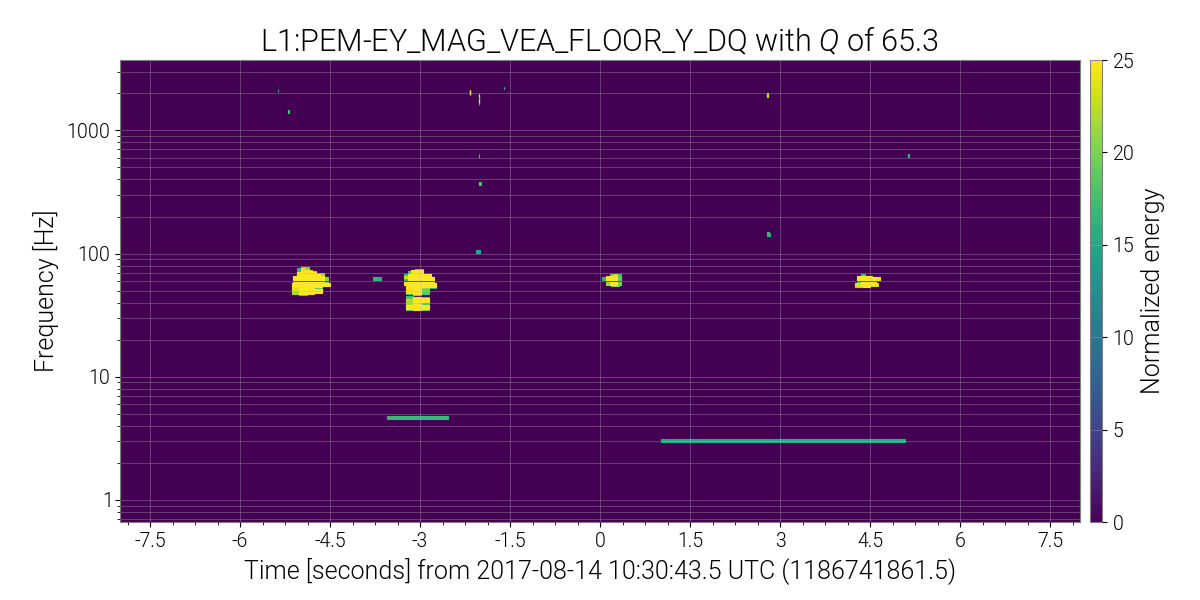 L1:PEM-EY_MAG_VEA_FLOOR_Y_DQ with Q of 65.3
Frequency [Hz]
1000
100
10
1
-7.5 -6 -4.5 -3 -1.5 0 1.5 3 4.5 6 7.5
Time [seconds] from 2017-08-14 10:30:43.5 UTC (1186741861.5)
25
20
15
10
5
0
Normalized energy